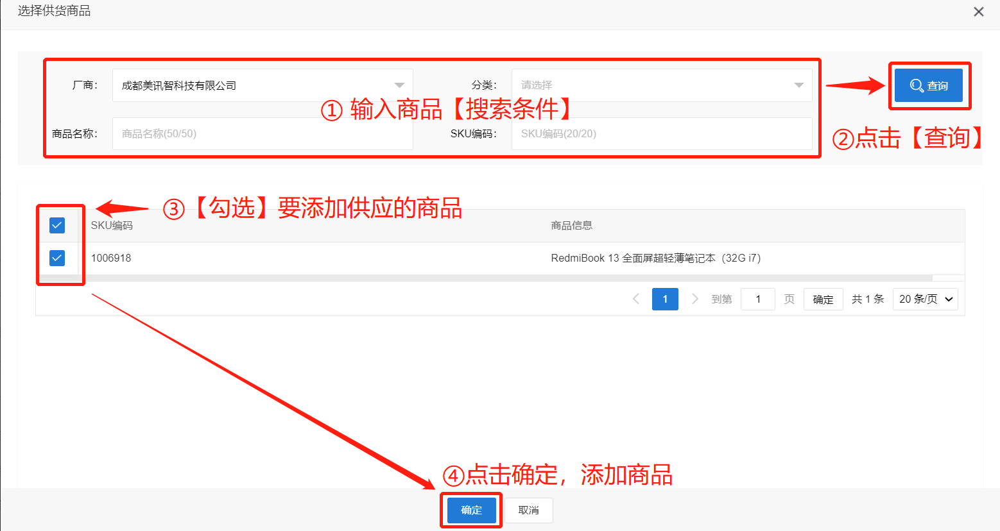 选择供货商品
厂商： 成都美讯智科技有限公司 分类： 请选择 查询
① 输入商品【搜索条件】
商品名称： 商品名称(50/50) SKU编码： SKU编码(20/20)
②点击【查询】
③【勾选】要添加供应的商品
SKU编码 商品信息
1006918 RedmiBook 13 全面屏超轻薄笔记本（32G i7）
1 到第 1 页 确定 共 1 条 20 条/页
④点击确定，添加商品
确定 取消